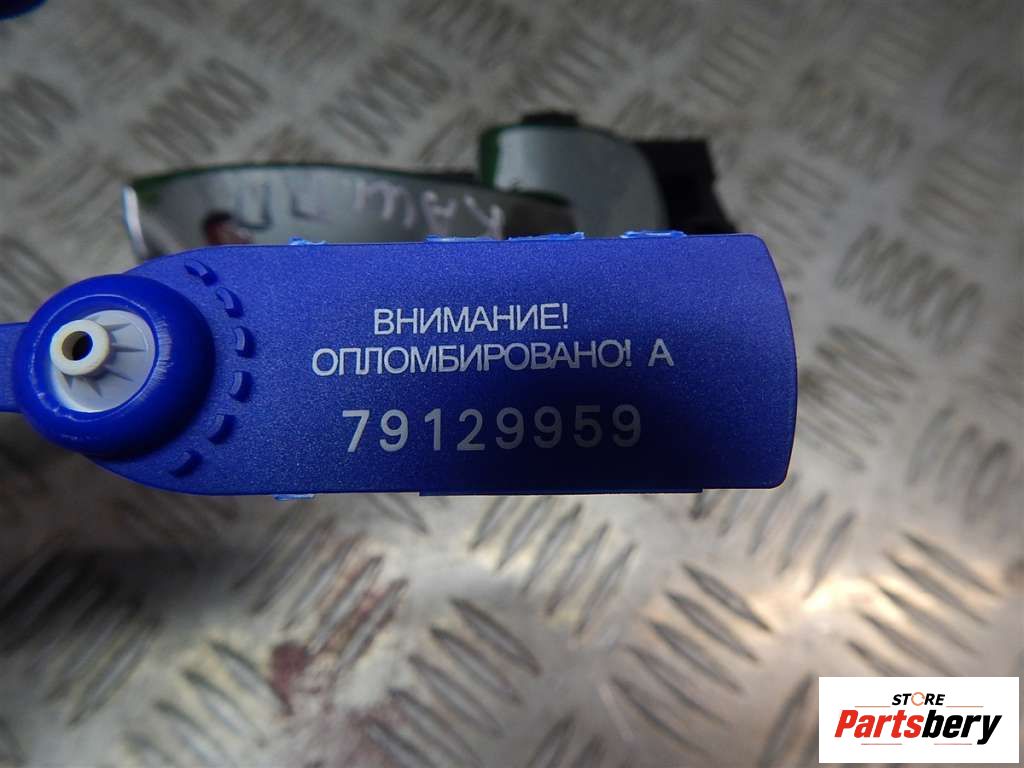 ВНИМАНИЕ!
ОПЛОМБИРОВАНО! А
79129959
STORE
Partsbery